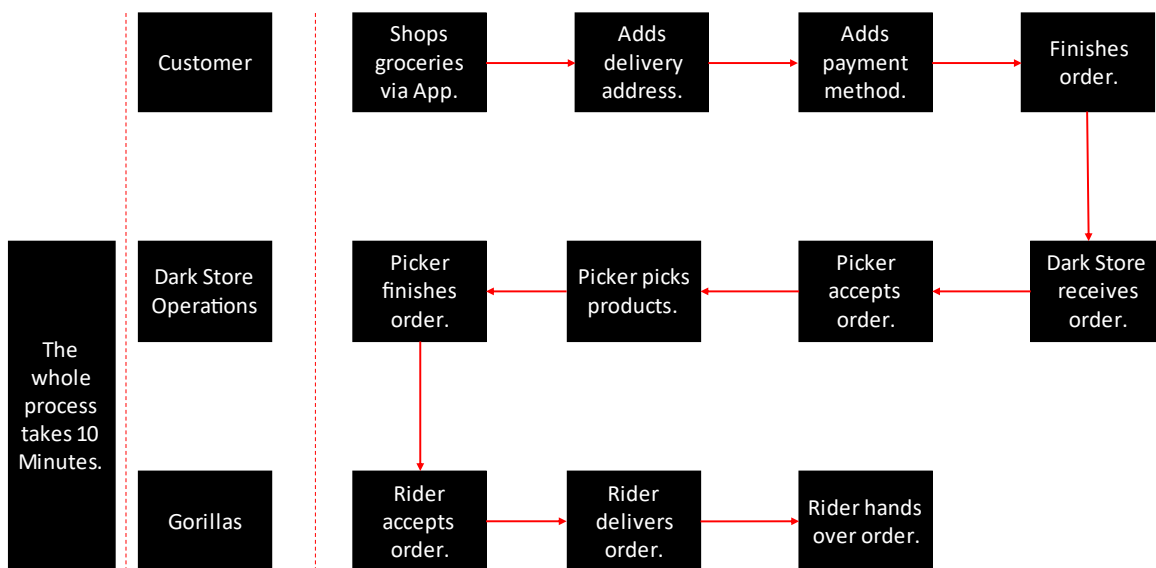 Customer
Shops
groceries
via App.
Adds
delivery
address.
Adds
payment
method.
Finishes
order.
The
whole
process
takes 10
Minutes.
Dark Store
Operations
Picker
finishes
order.
Picker picks
products.
Picker
accepts
order.
Dark Store
receives
order.
Gorillas
Rider
accepts
order.
Rider
delivers
order.
Rider hands
over order.